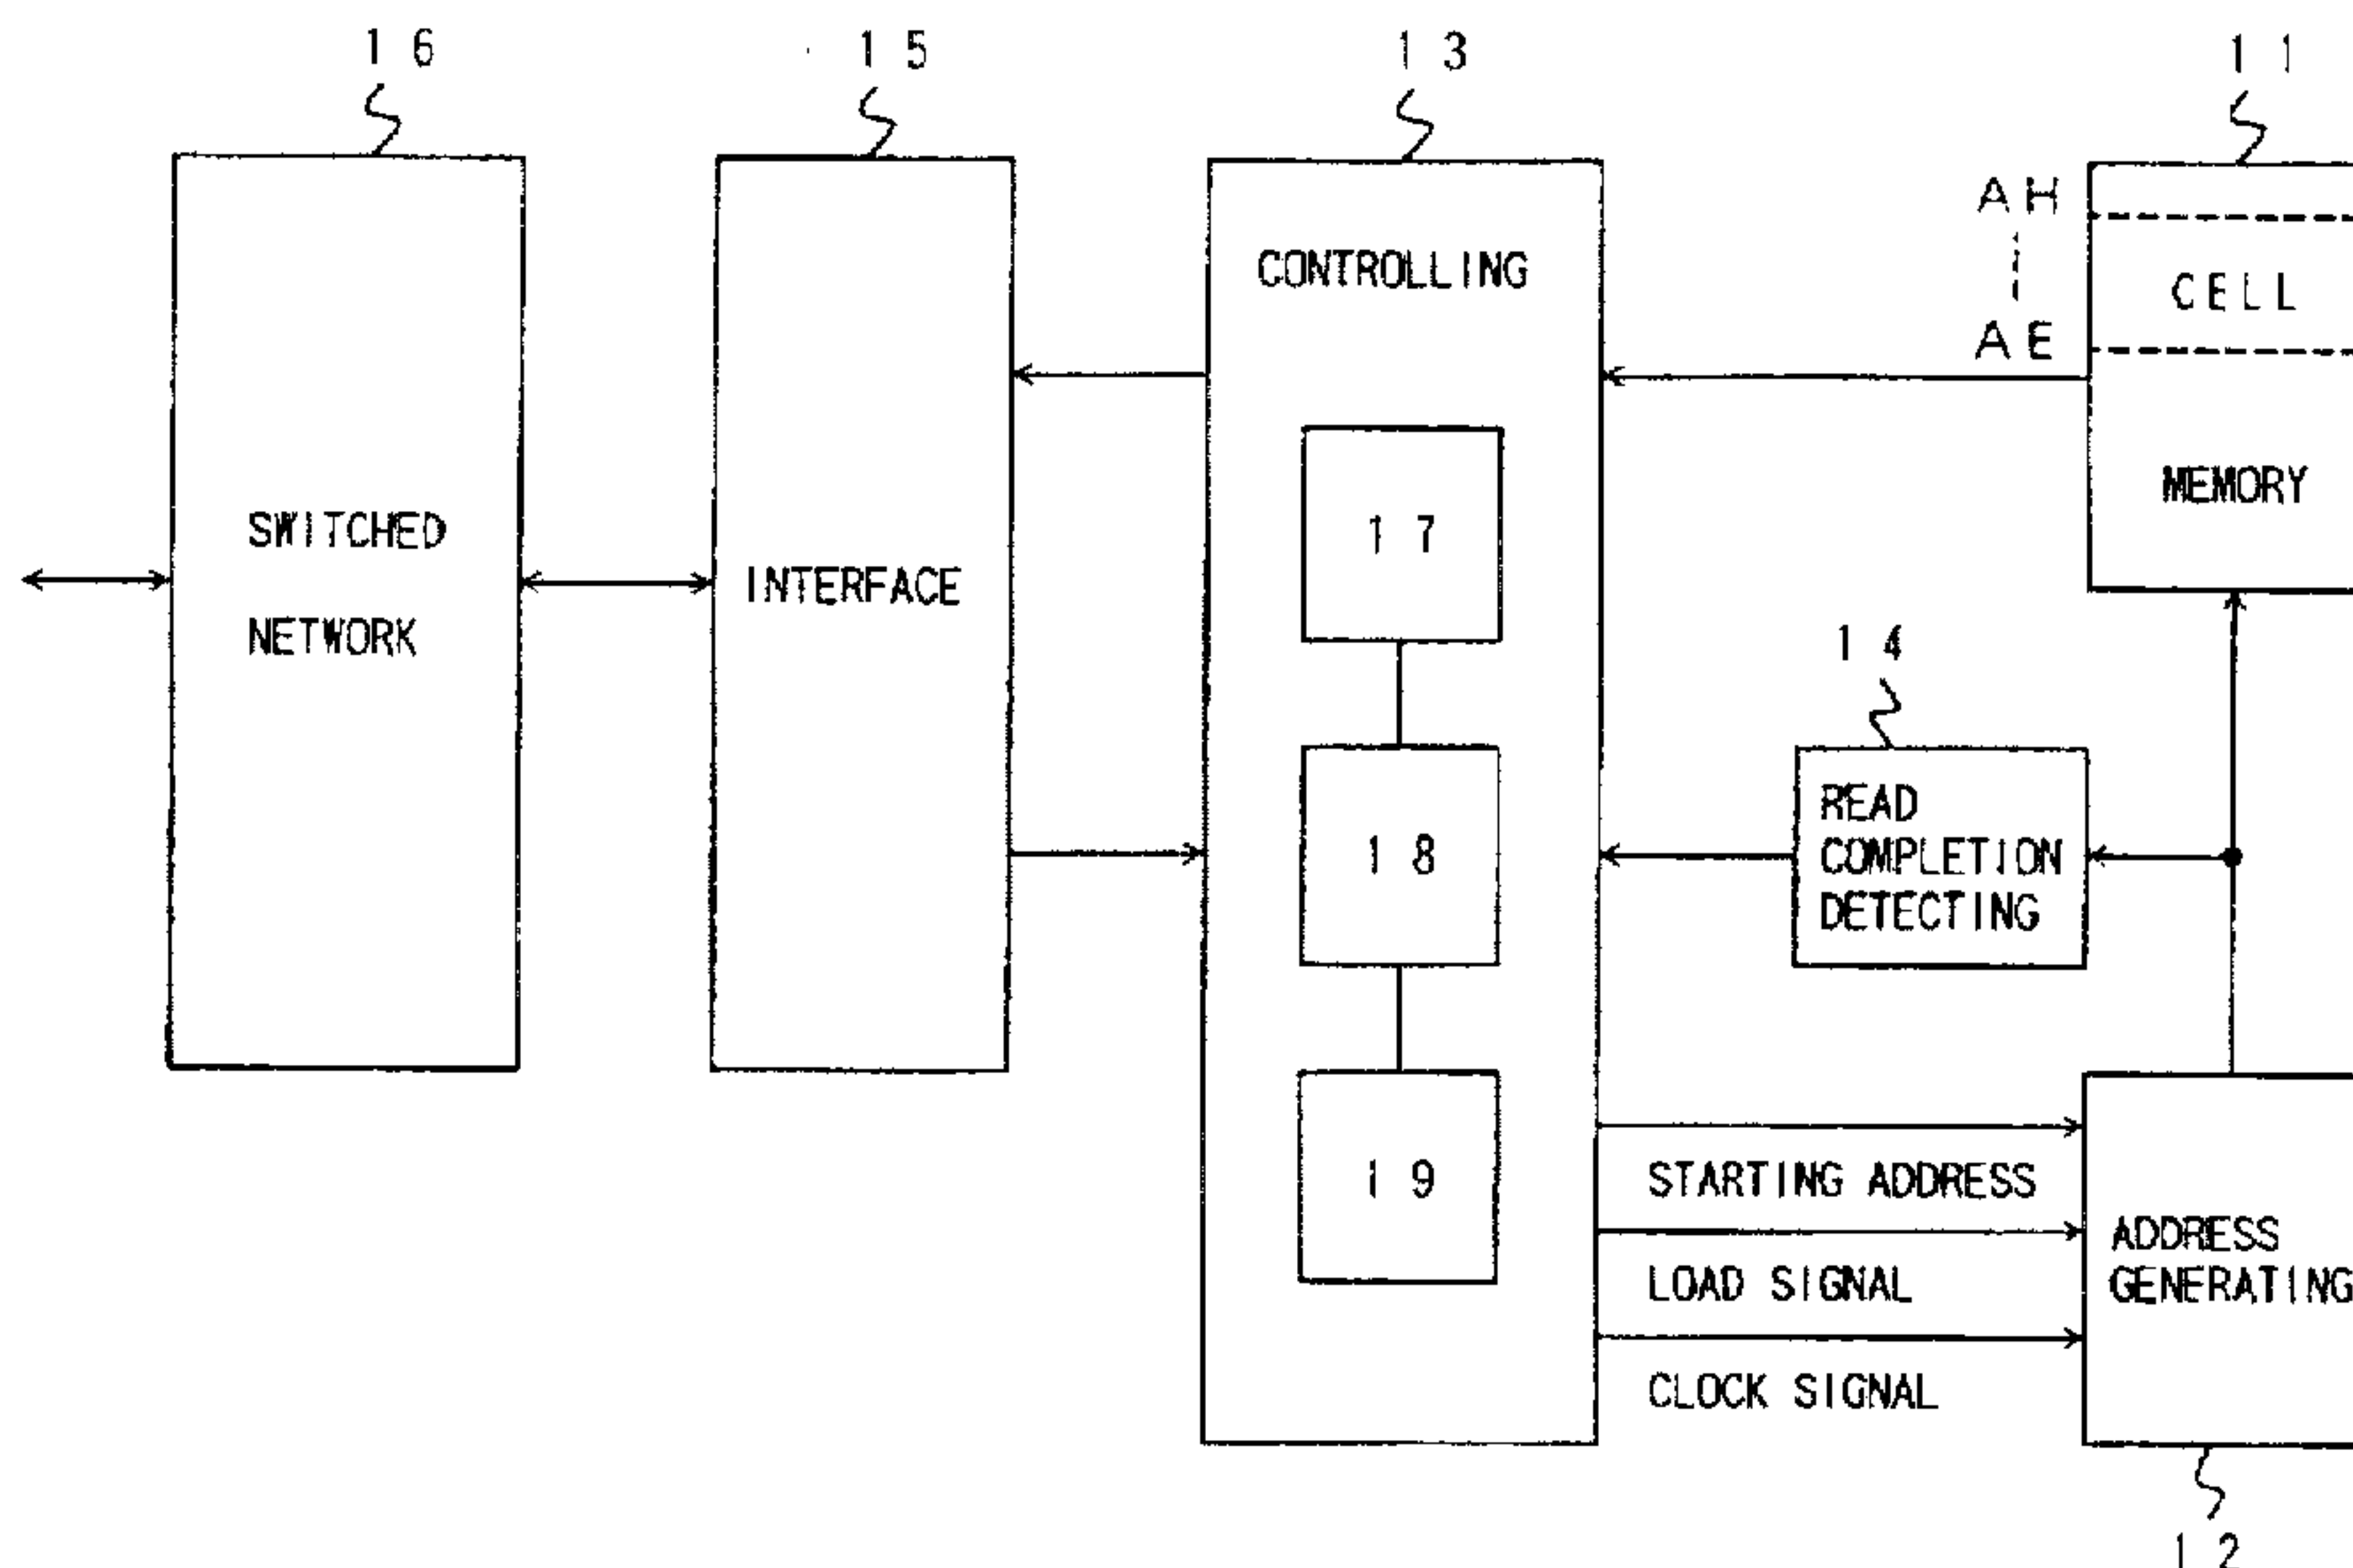 16
15
13
11
AH
CONTROLLING
CELL
AE
17
MEMORY
SWITCHED
NETWORK
INTERFACE
14
READ
COMPLETION
DETECTING
18
19
STARTING ADDRESS
LOAD SIGNAL
CLOCK SIGNAL
ADDRESS
GENERATING
12